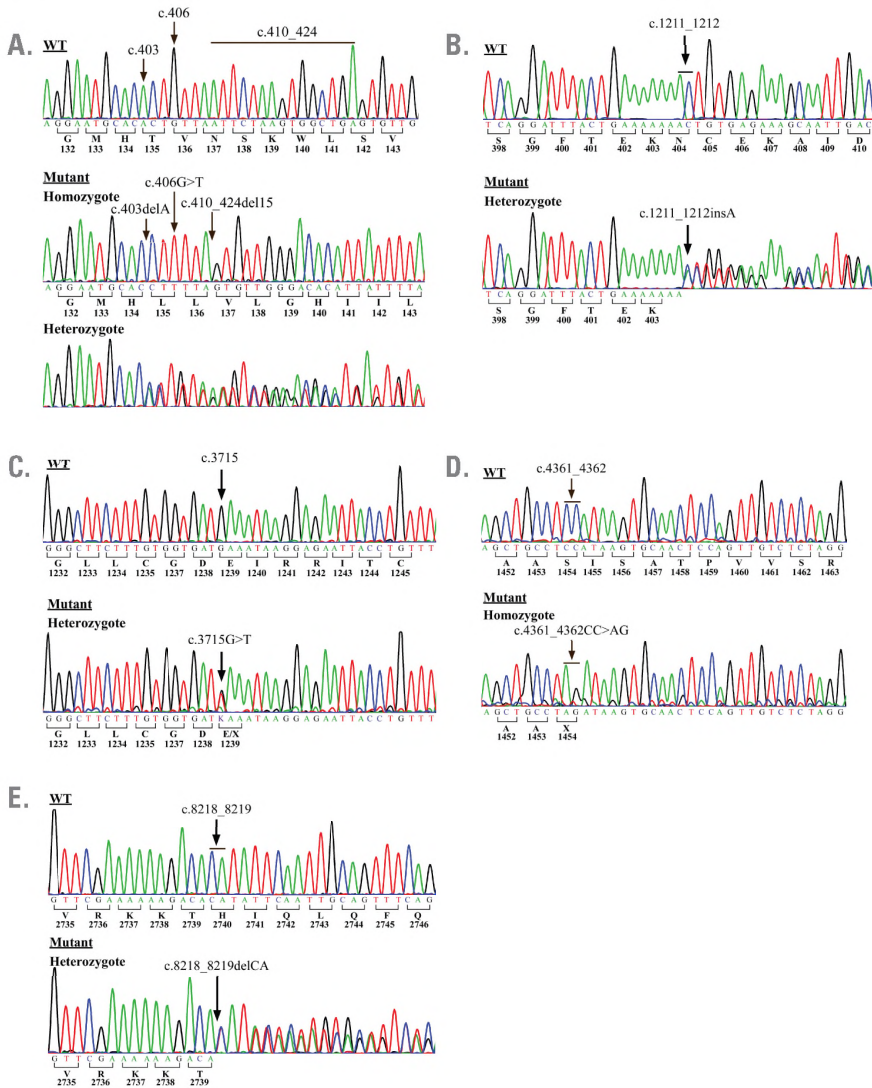 A.
WT
c.403
c.406
c.410_424
AGGAATGCACACTGTTAATTCTAAGTGGCTGAGTGTTG
G M H T V N S K W L S V
132 133 134 135 136 137 138 139 140 141 142 143
Mutant
Homozygote
c.403delA
c.406G>T
c.410_424del15
AGGAATGCACCTTTTAGTGTTGGGACACATTATTTTA
G M H L L V L G H I I L
132 133 134 135 136 137 138 139 140 141 142 143
Heterozygote
B.
WT
c.1211_1212
TCAGGATTTACTGAAAAAAACTGTGAGAAAGCAATTGAC
S G F T E K N C E K A I D
398 399 400 401 402 403 404 405 406 407 408 409 410
Mutant
Heterozygote
c.1211_1212insA
TCAGGATTTACTGAAAAAAA
S G F T E K
398 399 400 401 402 403
C.
WT
c.3715
GGGCTTCTTTGTGGTGATGAAATAAGGAGAATTACCTGTTT
G L L C G D E I R R I T C
1232 1233 1234 1235 1237 1238 1239 1240 1241 1242 1243 1244 1245
Mutant
Heterozygote
c.3715G>T
GGGCTTCTTTGTGGTGATKAAATAAGGAGAATTACCTGTTT
G L L C G D E/X
1232 1233 1234 1235 1237 1238 1239
D.
WT
c.4361_4362
AGCTGCCTCCATAAGTGCAACTCCAGTTGTCTCTAGG
A A S I S A T P V V S R
1452 1453 1454 1455 1456 1457 1458 1459 1460 1461 1462 1463
Mutant
Homozygote
c.4361_4362CC>AG
AGCTGCCTAGATAAGTGCAACTCCAGTTGTCTCTAGG
A A X
1452 1453 1454
E.
WT
c.8218_8219
GTTCGAAAAAAGACACATATTCAATTGCAGTTTCAG
V R K K T H I Q L Q F Q
2735 2736 2737 2738 2739 2740 2741 2742 2743 2744 2745 2746
Mutant
Heterozygote
c.8218_8219delCA
GTTCGAAAAAAGACA
V R K K T
2735 2736 2737 2738 2739